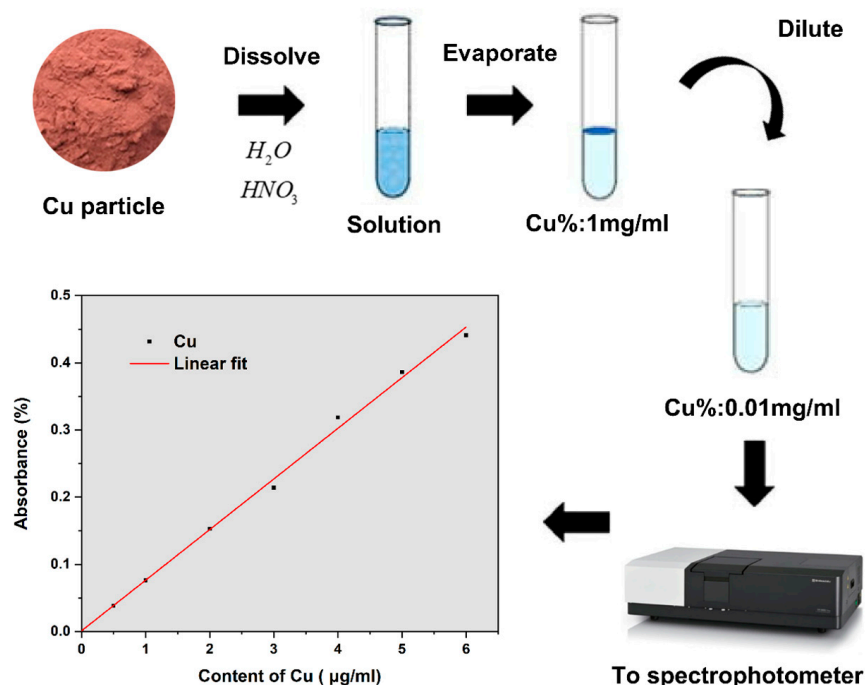 Dissolve
Evaporate
Dilute
H₂O
HNO₃
Cu particle
Solution
Cu%:1mg/ml
Cu%:0.01mg/ml
To spectrophotometer
0.5
0.4
0.3
0.2
0.1
0.0
Absorbance (%)
Cu
Linear fit
0 1 2 3 4 5 6
Content of Cu ( μg/ml)